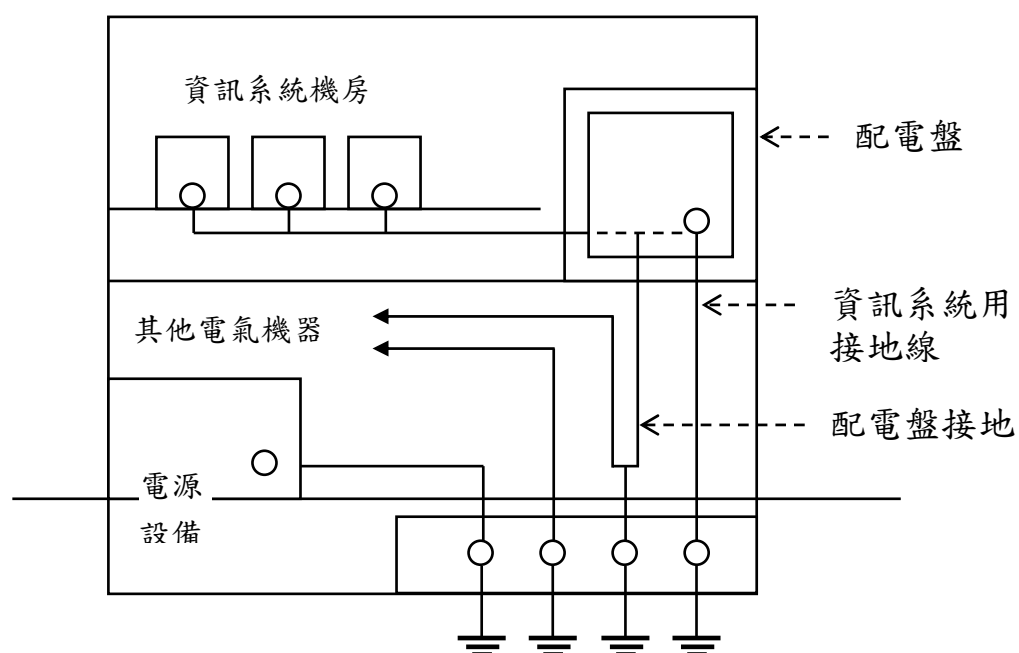 資訊系統機房
配電盤
其他電氣機器
資訊系統用
接地線
配電盤接地
電源
設備